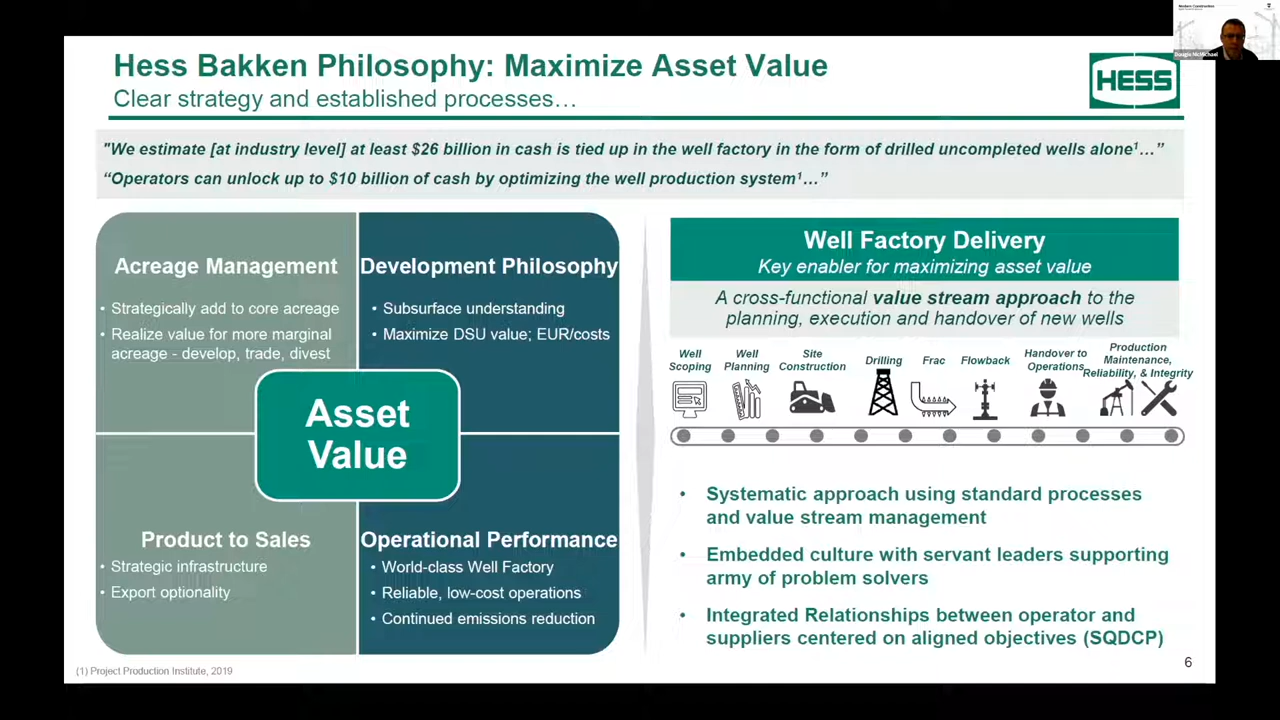 Hess Bakken Philosophy: Maximize Asset Value
Clear strategy and established processes…
HESS
"We estimate [at industry level] at least $26 billion in cash is tied up in the well factory in the form of drilled uncompleted wells alone¹…”
“Operators can unlock up to $10 billion of cash by optimizing the well production system¹…”
Acreage Management
• Strategically add to core acreage
• Realize value for more marginal
acreage - develop, trade, divest
Development Philosophy
• Subsurface understanding
• Maximize DSU value; EUR/costs
Asset
Value
Product to Sales
• Strategic infrastructure
• Export optionality
Operational Performance
• World-class Well Factory
• Reliable, low-cost operations
• Continued emissions reduction
Well Factory Delivery
Key enabler for maximizing asset value
A cross-functional value stream approach to the
planning, execution and handover of new wells
Well
Scoping
Well
Planning
Site
Construction
Drilling
Frac
Flowback
Handover to
Operations
Production
Maintenance,
Reliability, & Integrity
• Systematic approach using standard processes
and value stream management
• Embedded culture with servant leaders supporting
army of problem solvers
• Integrated Relationships between operator and
suppliers centered on aligned objectives (SQDCP)
(1) Project Production Institute, 2019
6
Modern Construction